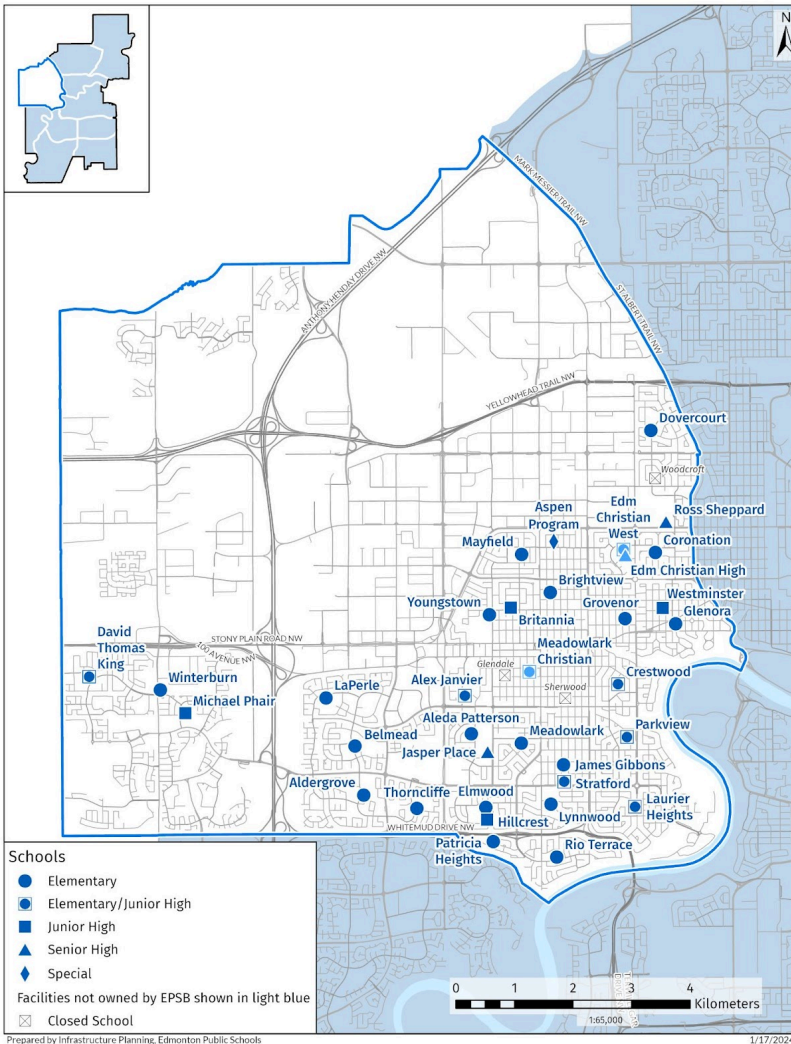 N
MARK MESSIER TRAIL NW
ST ALBERT TRAIL NW
ANTHONY HENDAY DRIVE NW
YELLOWHEAD TRAIL NW
Dovercourt
Woodcroft
Aspen
Program
Edm
Christian
West
Ross Sheppard
Mayfield
Coronation
Edm Christian High
Brightview
Youngstown
Britannia
Grovenor
Westminster
Glenora
David
Thomas
King
STONY PLAIN ROAD NW
100 AVENUE NW
Meadowlark
Christian
Glendale
Winterburn
Alex Janvier
Sherwood
Crestwood
LaPerle
Michael Phair
Aleda Patterson
Meadowlark
Parkview
Belmead
Jasper Place
James Gibbons
Stratford
Aldergrove
Thorncliffe
Elmwood
Laurier
Heights
Lynnwood
Hillcrest
WHITEMUD DRIVE NW
Patricia
Heights
Rio Terrace
Schools
Elementary
Elementary/Junior High
Junior High
Senior High
Special
Facilities not owned by EPSB shown in light blue
Closed School
0 1 2 3 4
Kilometers
1:65,000
Prepared by Infrastructure Planning, Edmonton Public Schools
1/17/2024